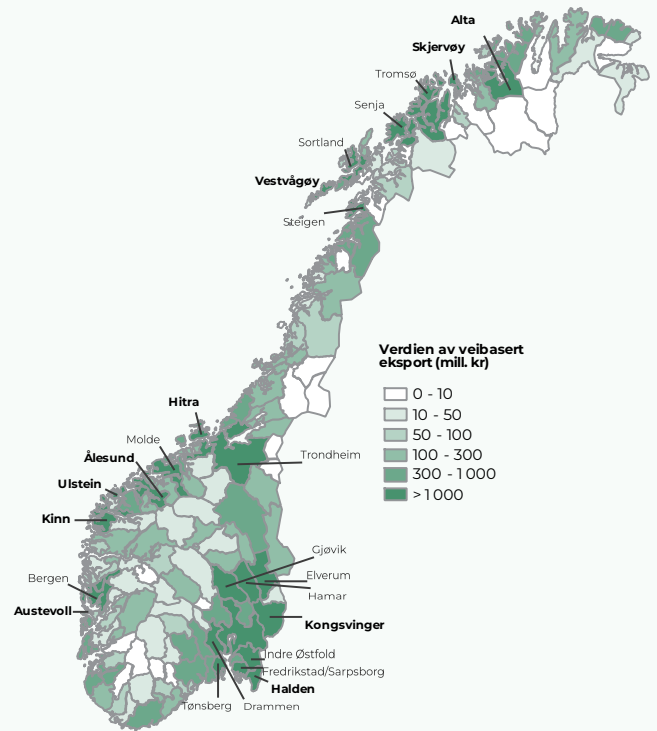 Alta
Skjervøy
Tromsø
Senja
Sortland
Vestvågøy
Steigen
Verdien av veibasert
eksport (mill. kr)
0 - 10
10 - 50
50 - 100
100 - 300
300 - 1 000
> 1 000
Hitra
Molde
Ålesund
Trondheim
Ulstein
Kinn
Gjøvik
Bergen
Elverum
Hamar
Austevoll
Kongsvinger
Indre Østfold
Fredrikstad/Sarpsborg
Halden
Tønsberg
Drammen